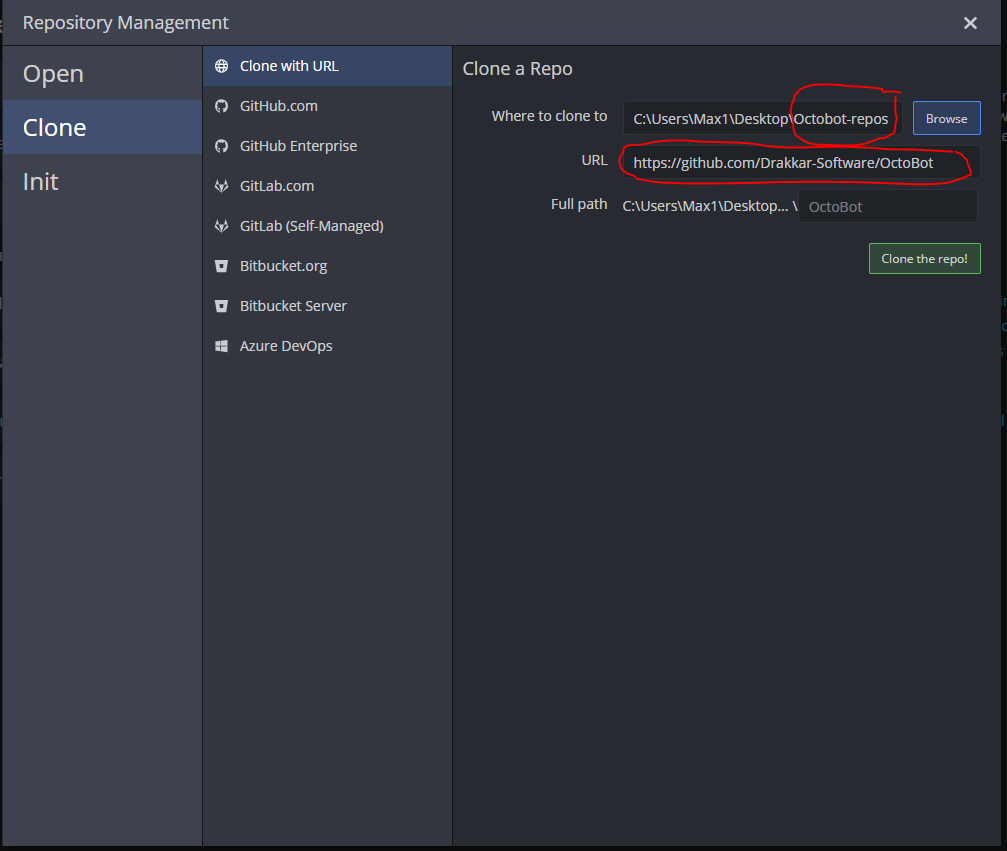 Repository Management
Open
Clone
Init
Clone with URL
GitHub.com
GitHub Enterprise
GitLab.com
GitLab (Self-Managed)
Bitbucket.org
Bitbucket Server
Azure DevOps
Clone a Repo
Where to clone to C:\Users\Max1\Desktop\Octobot-repos Browse
URL https://github.com/Drakkar-Software/OctoBot
Full path C:\Users\Max1\Desktop... \ OctoBot
Clone the repo!